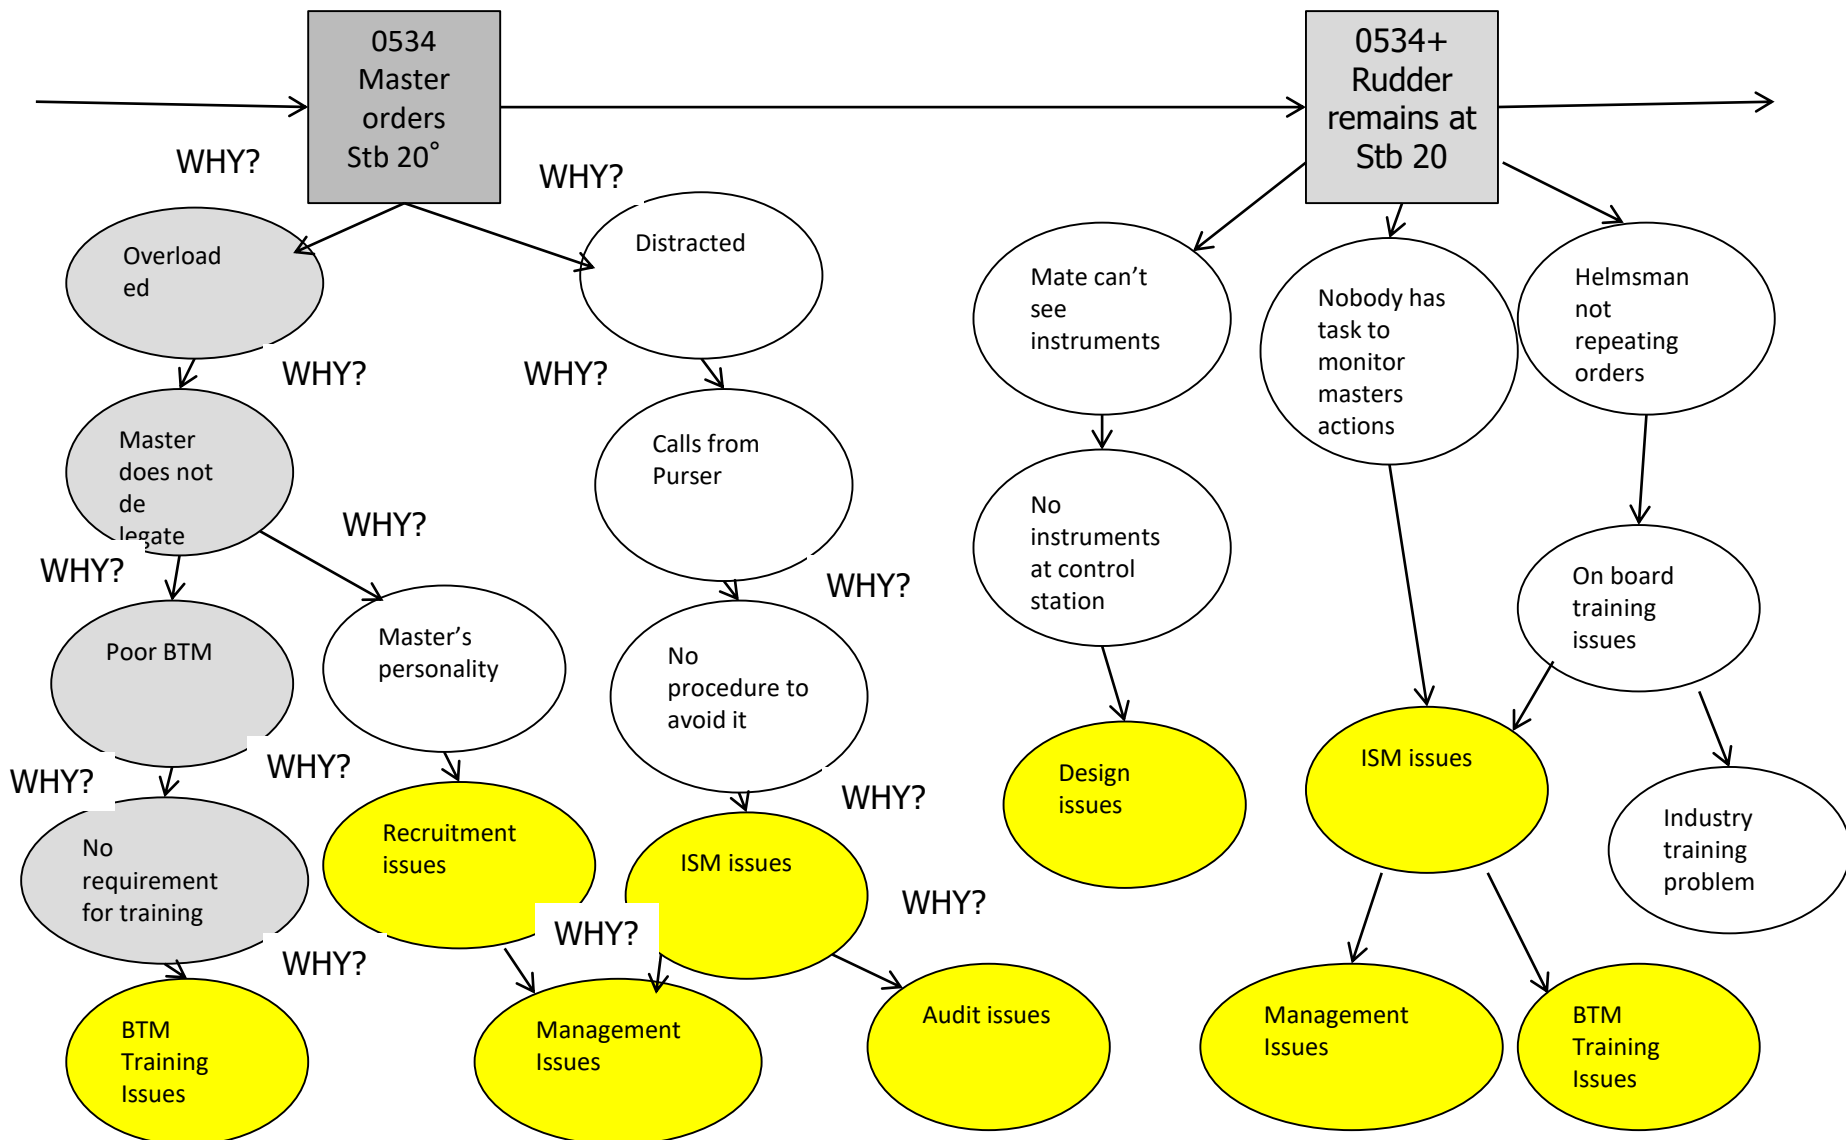 0534
Master
orders
Stb 20°
0534+
Rudder
remains at
Stb 20
WHY?
WHY?
Overload
ed
Distracted
Mate can't
see
instruments
Nobody has
task to
monitor
masters
actions
Helmsman
not
repeating
orders
WHY?
WHY?
Master
does not
de
legate
Calls from
Purser
No
instruments
at control
station
WHY?
WHY?
WHY?
On board
training
issues
Poor BTM
Master's
personality
No
procedure to
avoid it
WHY?
WHY?
WHY?
Design
issues
ISM issues
No
requirement
for training
Recruitment
issues
ISM issues
Industry
training
problem
WHY?
WHY?
WHY?
BTM
Training
Issues
Management
Issues
Audit issues
Management
Issues
BTM
Training
Issues